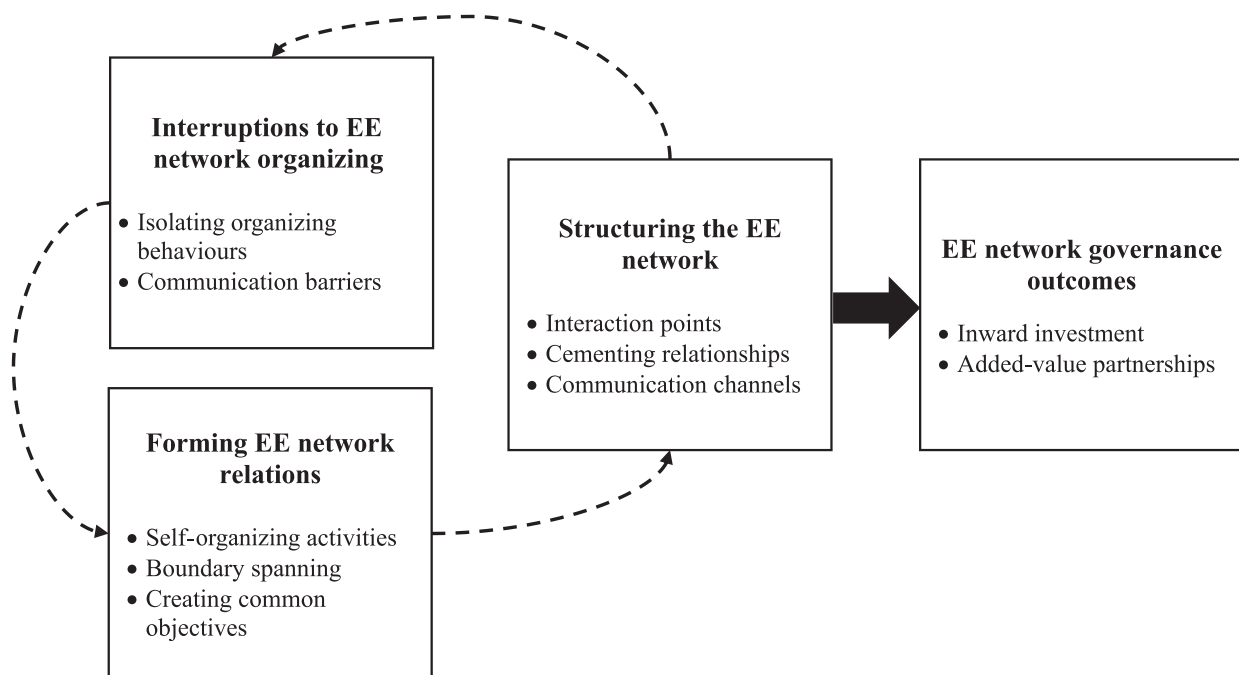 Interruptions to EE
network organizing
• Isolating organizing
behaviours
• Communication barriers
Forming EE network
relations
• Self-organizing activities
• Boundary spanning
• Creating common
objectives
Structuring the EE
network
• Interaction points
• Cementing relationships
• Communication channels
EE network governance
outcomes
• Inward investment
• Added-value partnerships